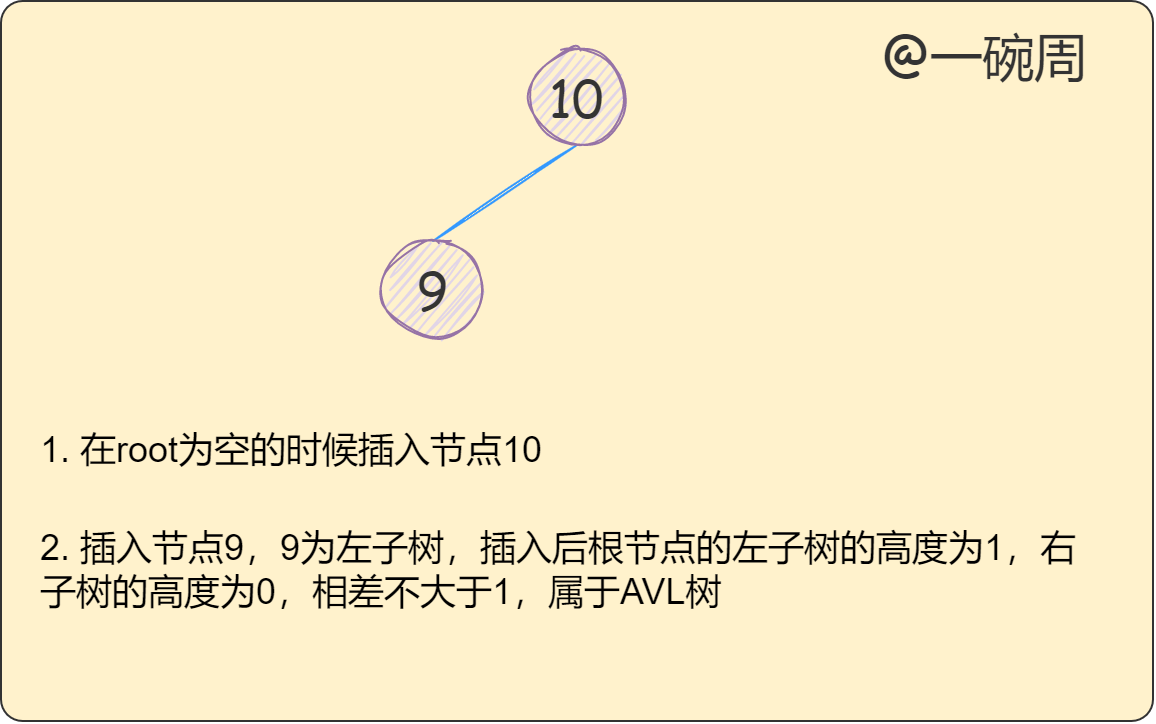 @一碗周
10
9
1. 在root为空的时候插入节点10
2. 插入节点9，9为左子树，插入后根节点的左子树的高度为1，右
子树的高度为0，相差不大于1，属于AVL树